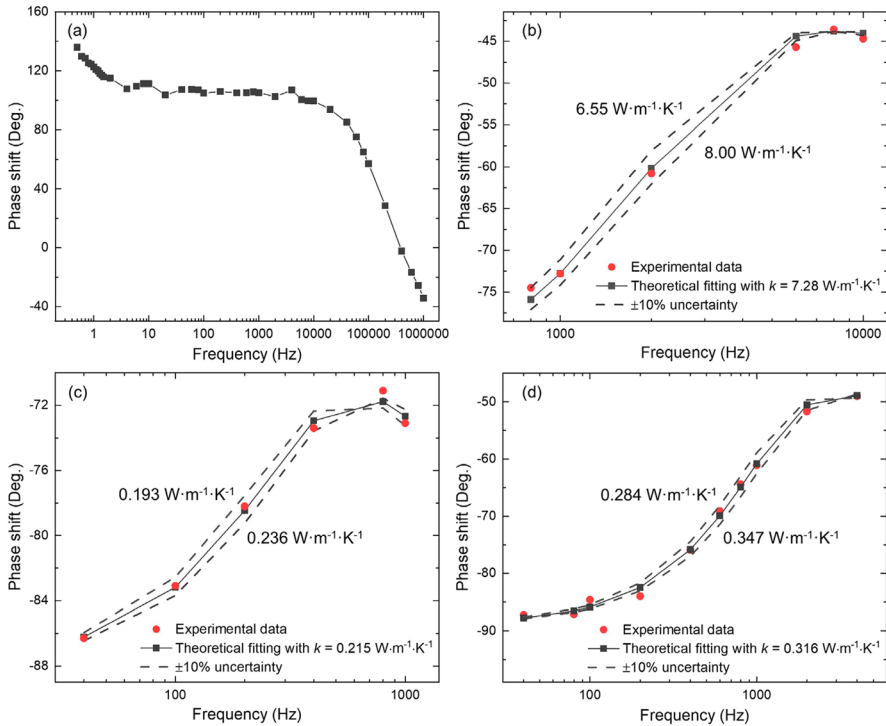 (a)
160
120
80
40
0
-40
Phase shift (Deg.)
1 10 100 1000 10000 100000 1000000
Frequency (Hz)
(b)
-45
-50
-55
-60
-65
-70
-75
Phase shift (Deg.)
6.55 W·m⁻¹·K⁻¹
8.00 W·m⁻¹·K⁻¹
Experimental data
Theoretical fitting with k = 7.28 W·m⁻¹·K⁻¹
±10% uncertainty
1000 10000
Frequency (Hz)
(c)
-72
-76
-80
-84
-88
Phase shift (Deg.)
0.193 W·m⁻¹·K⁻¹
0.236 W·m⁻¹·K⁻¹
Experimental data
Theoretical fitting with k = 0.215 W·m⁻¹·K⁻¹
±10% uncertainty
100 1000
Frequency (Hz)
(d)
-50
-60
-70
-80
-90
Phase shift (Deg.)
0.284 W·m⁻¹·K⁻¹
0.347 W·m⁻¹·K⁻¹
Experimental data
Theoretical fitting with k = 0.316 W·m⁻¹·K⁻¹
±10% uncertainty
100 1000
Frequency (Hz)